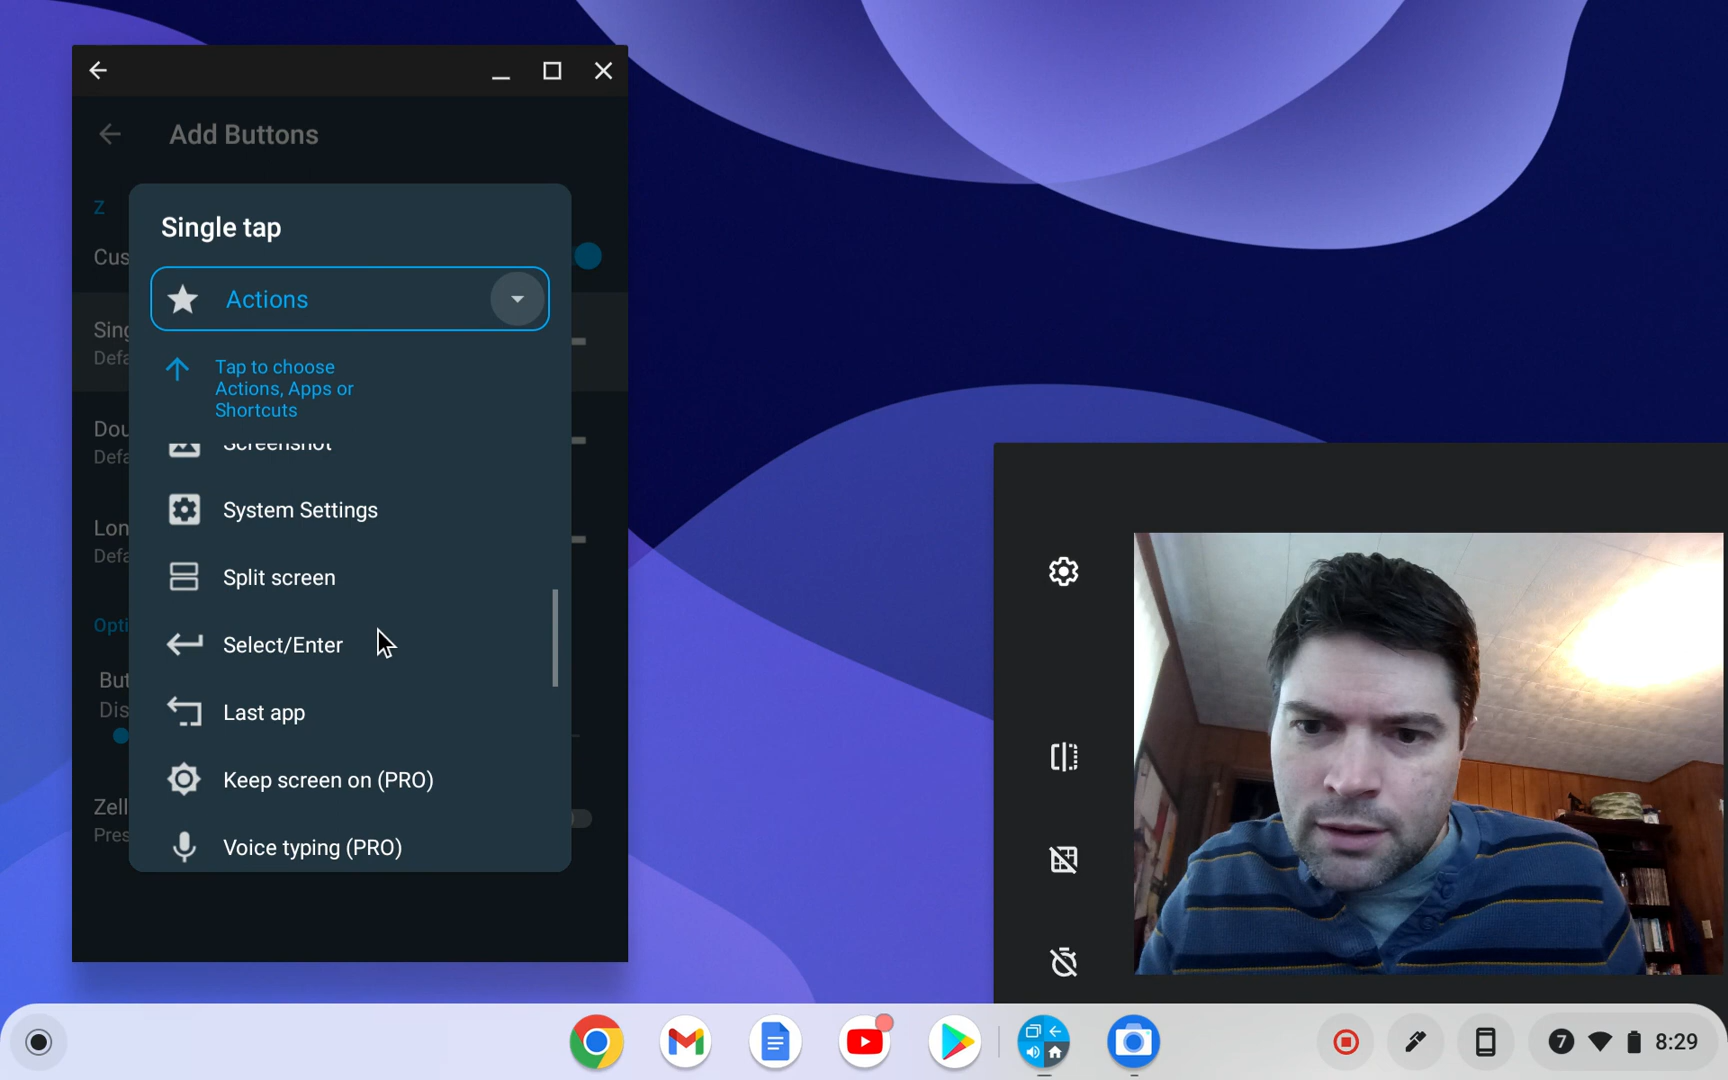 Add Buttons
Z
Cus
Single tap
Actions
Sing
Defa
Tap to choose
Actions, Apps or
Shortcuts
Dou
Defa
Screenshot
System Settings
Lon
Defa
Split screen
Opti
Select/Enter
But
Dis
Last app
Keep screen on (PRO)
Zell
Pres
Voice typing (PRO)
7
8:29